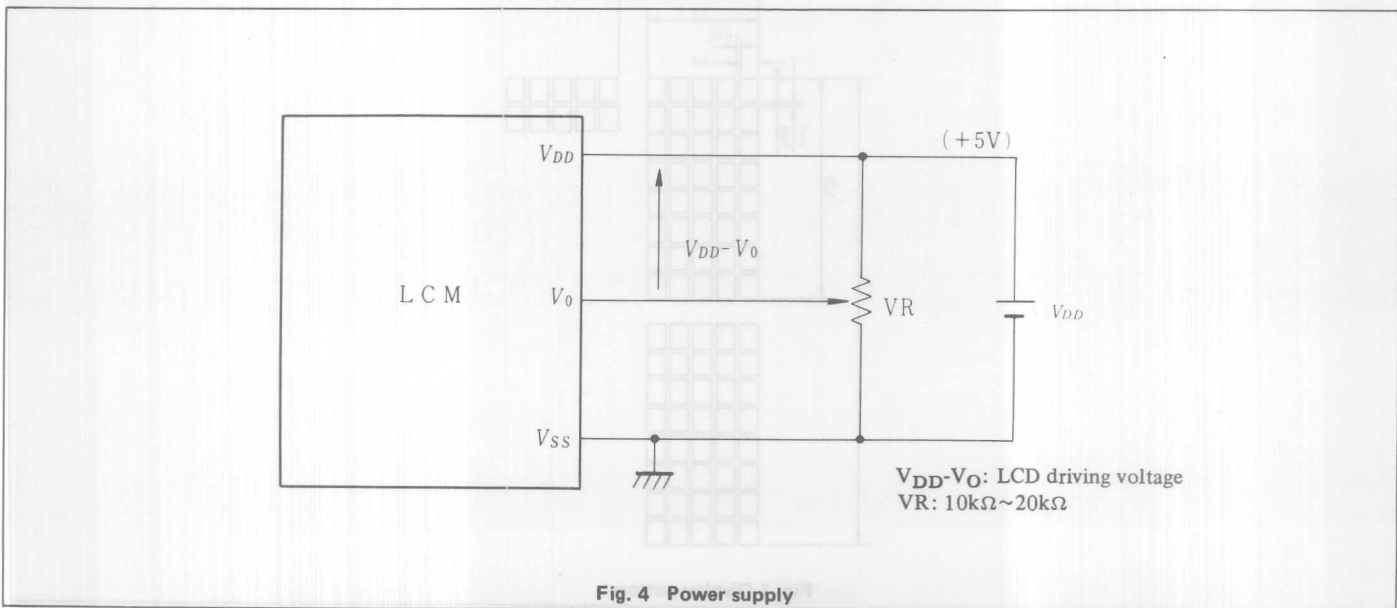 (+5V)
VDD
VDD-V0
LCM
V0
VR
VDD
VSS
VDD-VO: LCD driving voltage
VR: 10kΩ~20kΩ
Fig. 4 Power supply